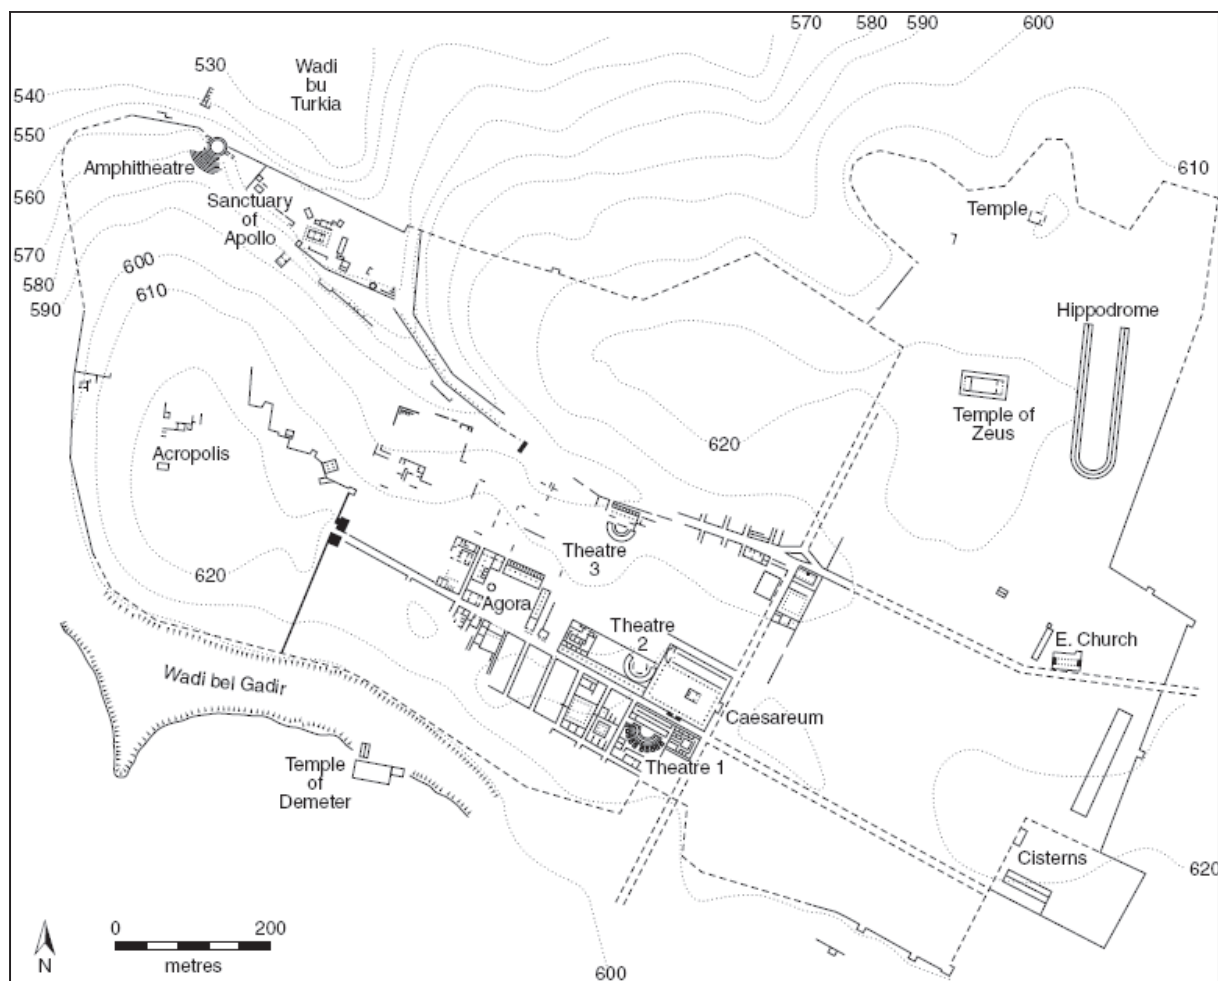 570
580
590
600
530
Wadi
bu
Turkia
540
550
Amphitheatre
560
Sanctuary
of
Apollo
570
580
590
600
610
610
Temple
Hippodrome
Temple of
Zeus
620
Acropolis
620
Theatre
3
Agora
Theatre
2
E. Church
Wadi bel Gadir
Caesareum
Theatre 1
Temple
of
Demeter
Cisterns
620
N
0
200
metres
600